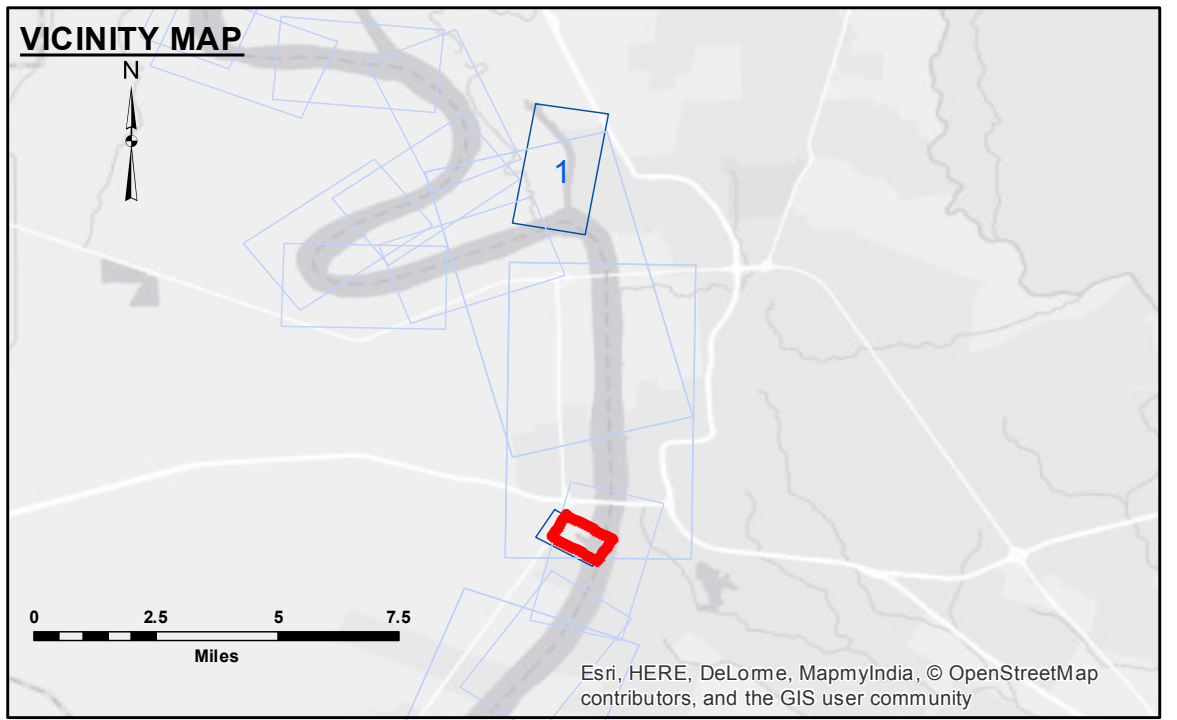 VICINITY MAP
N
1
0 2.5 5 7.5
Miles
Esri, HERE, DeLorme, MapmyIndia, © OpenStreetMap
contributors, and the GIS user community